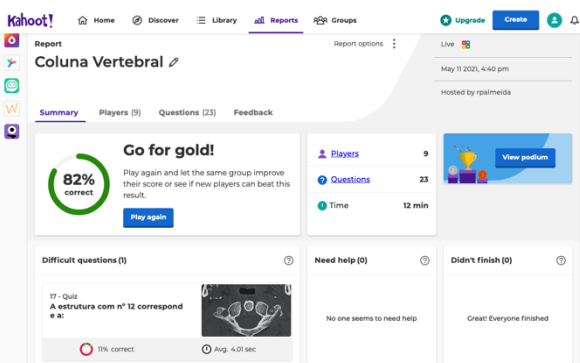 Kahoot!
Home
Discover
Library
Reports
Groups
Upgrade
Create
Report
Report options
Live
Coluna Vertebral
May 11 2021, 4:40 pm
Hosted by rpalmeida
Summary
Players (9)
Questions (23)
Feedback
82%
correct
Go for gold!
Play again and let the same group improve
their score or see if new players can beat this
result.
Play again
Players 9
Questions 23
Time 12 min
View podium
Difficult questions (1)
?
Need help (0)
?
Didn't finish (0)
?
17 - Quiz
A estrutura com nº 12 correspond
e a:
11% correct
Avg. 4.01 sec
No one seems to need help
Great! Everyone finished